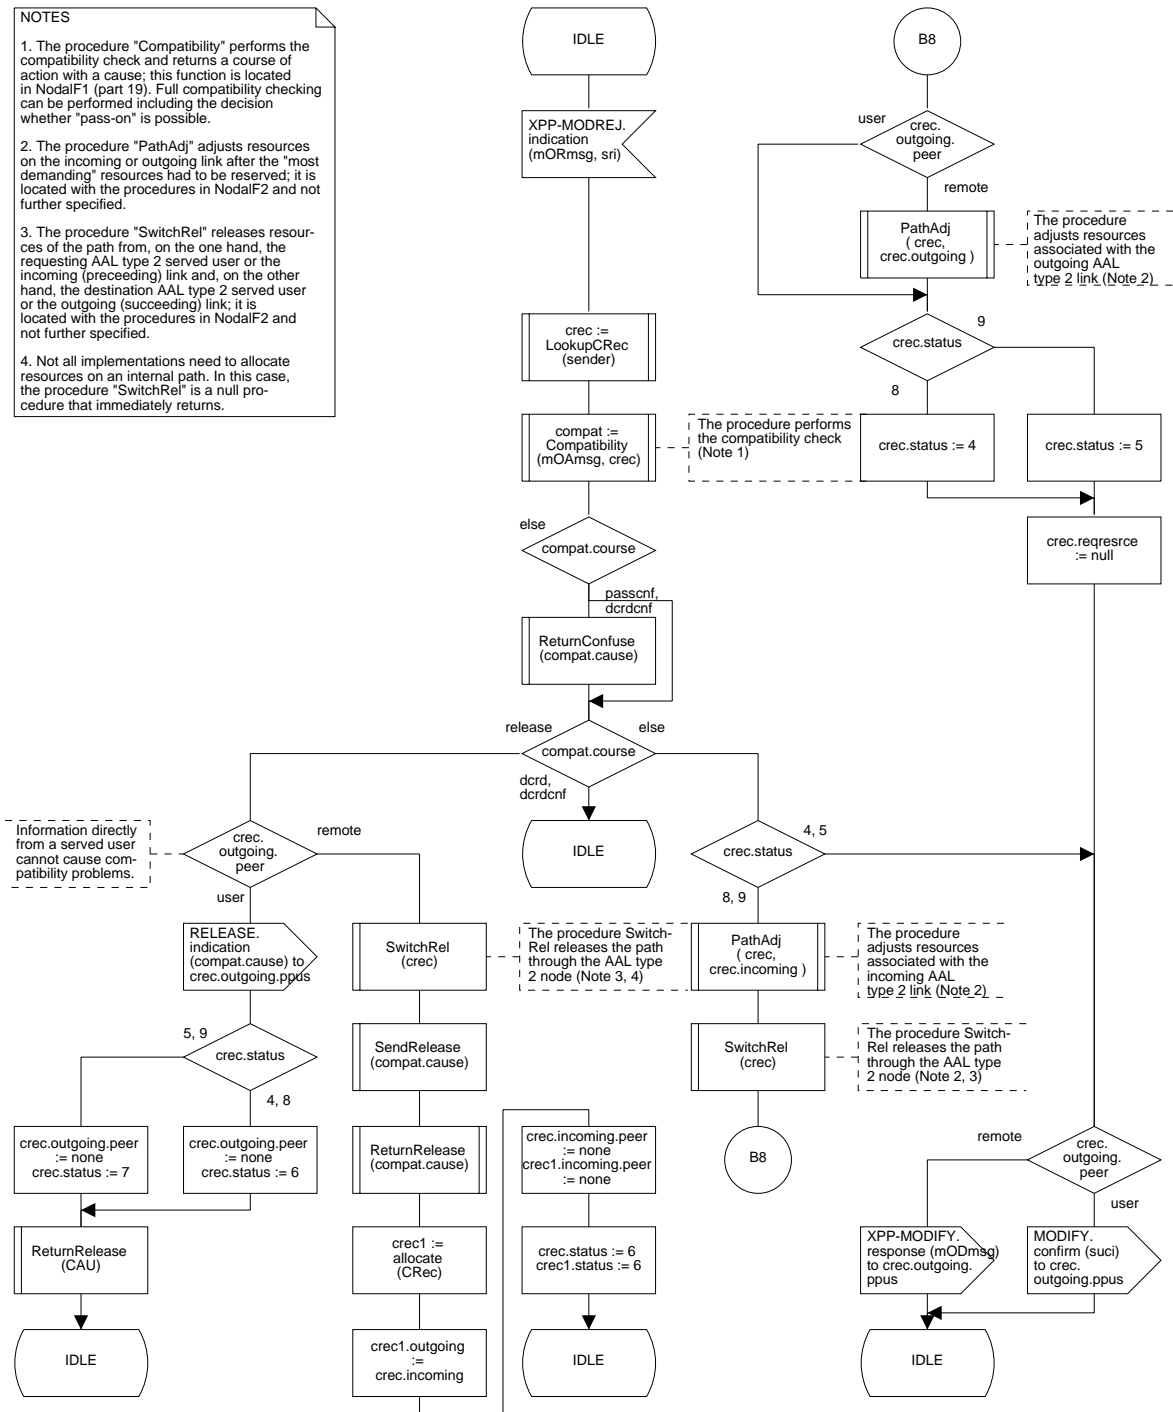 NOTES
1. The procedure "Compatibility" performs the
compatibility check and returns a course of
action with a cause; this function is located
in NodalF1 (part 19). Full compatibility checking
can be performed including the decision
whether "pass-on" is possible.
2. The procedure "PathAdj" adjusts resources
on the incoming or outgoing link after the "most
demanding" resources had to be reserved; it is
located with the procedures in NodalF2 and not
further specified.
3. The procedure "SwitchRel" releases resour-
ces of the path from, on the one hand, the
requesting AAL type 2 served user or the
incoming (preceeding) link and, on the other
hand, the destination AAL type 2 served user
or the outgoing (succeeding) link; it is
located with the procedures in NodalF2 and
not further specified.
4. Not all implementations need to allocate
resources on an internal path. In this case,
the procedure "SwitchRel" is a null pro-
cedure that immediately returns.
IDLE
XPP-MODREJ.
indication
(mORmsg, sri)
crec :=
LookupCRec
(sender)
compat :=
Compatibility
(mOAmsg, crec)
The procedure performs
the compatibility check
(Note 1)
else
compat.course
passcnf,
dcrdcnf
ReturnConfuse
(compat.cause)
release
else
compat.course
dcrd,
dcrdcnf
IDLE
B8
user
crec.
outgoing.
peer
remote
PathAdj
( crec,
crec.outgoing )
The procedure
adjusts resources
associated with the
outgoing AAL
type 2 link (Note 2)
9
crec.status
8
crec.status := 4
crec.status := 5
crec.reqresrce
:= null
Information directly
from a served user
cannot cause com-
patibility problems.
crec.
outgoing.
peer
remote
user
RELEASE.
indication
(compat.cause) to
crec.outgoing.ppus
5, 9
crec.status
4, 8
crec.outgoing.peer
:= none
crec.status := 7
crec.outgoing.peer
:= none
crec.status := 6
ReturnRelease
(CAU)
IDLE
SwitchRel
(crec)
The procedure Switch-
Rel releases the path
through the AAL type
2 node (Note 3, 4)
SendRelease
(compat.cause)
ReturnRelease
(compat.cause)
crec1 :=
allocate
(CRec)
crec1.outgoing
:=
crec.incoming
crec.incoming.peer
:= none
crec1.incoming.peer
:= none
crec.status := 6
crec1.status := 6
IDLE
4, 5
crec.status
8, 9
PathAdj
( crec,
crec.incoming )
The procedure
adjusts resources
associated with the
incoming AAL
type 2 link (Note 2)
SwitchRel
(crec)
The procedure Switch-
Rel releases the path
through the AAL type
2 node (Note 2, 3)
B8
remote
crec.
outgoing.
peer
user
XPP-MODIFY.
response (mODmsg)
to crec.outgoing.
ppus
MODIFY.
confirm (suci)
to crec.
outgoing.ppus
IDLE